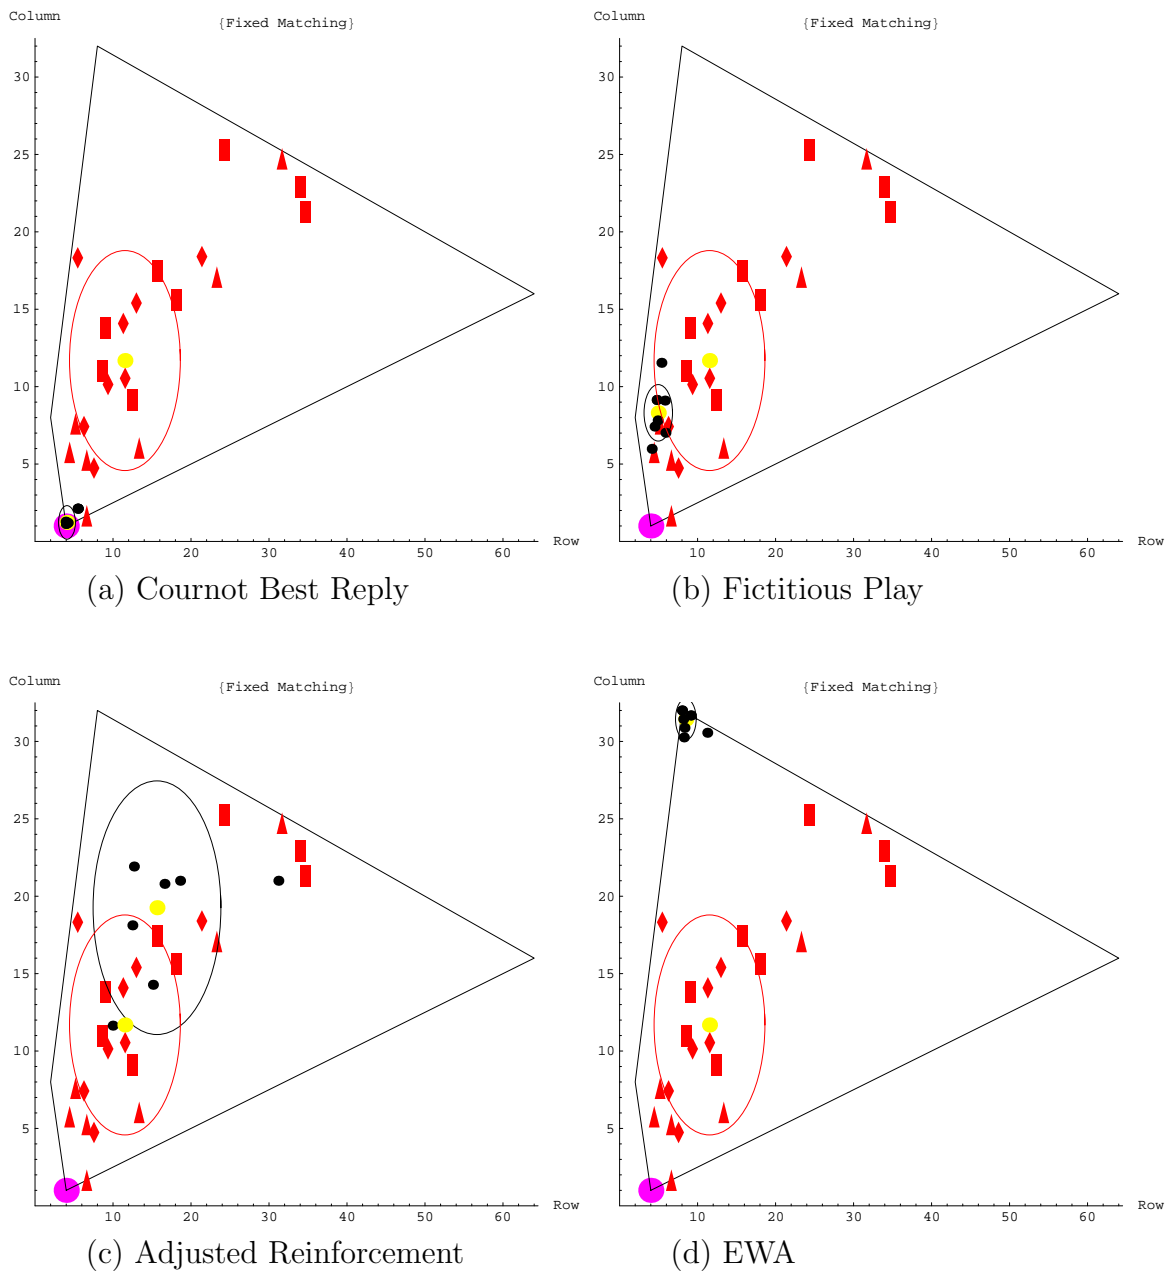 Column
{Fixed Matching}
30
25
20
15
10
5
10 20 30 40 50 60
Row
(a) Cournot Best Reply
Column
{Fixed Matching}
30
25
20
15
10
5
10 20 30 40 50 60
Row
(b) Fictitious Play
Column
{Fixed Matching}
30
25
20
15
10
5
10 20 30 40 50 60
Row
(c) Adjusted Reinforcement
Column
{Fixed Matching}
30
25
20
15
10
5
10 20 30 40 50 60
Row
(d) EWA